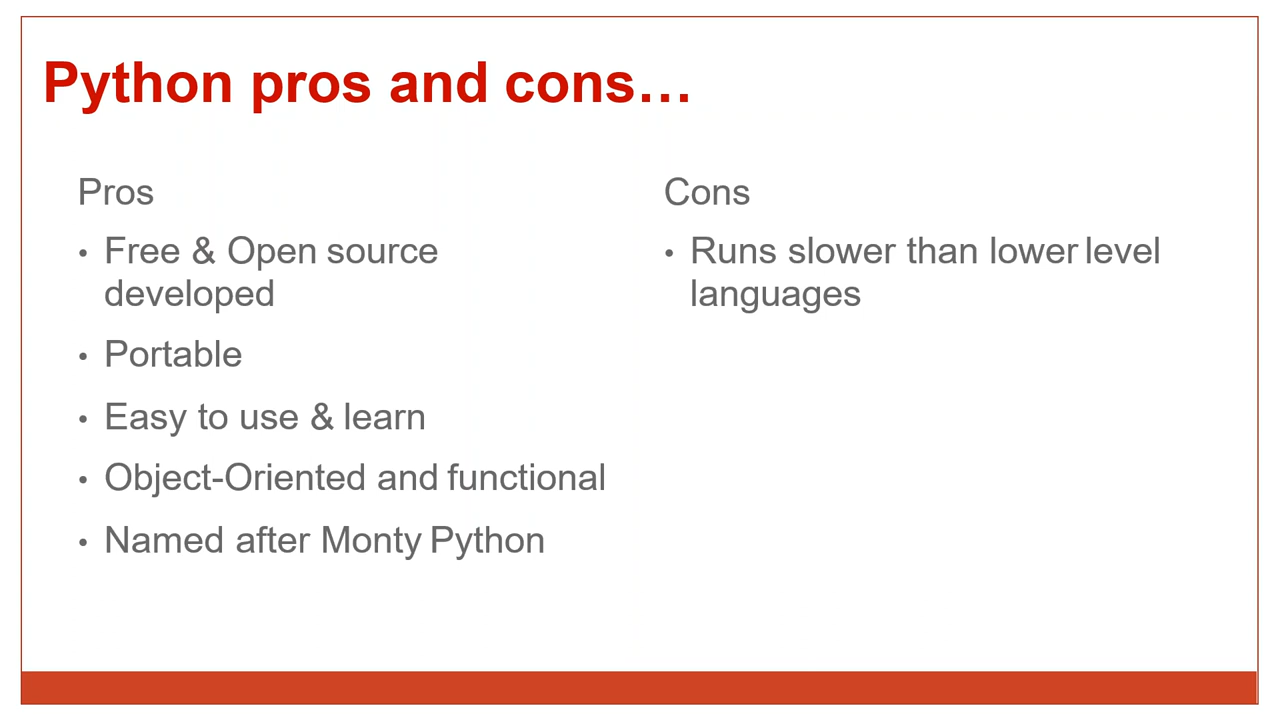 Python pros and cons…
Pros
• Free & Open source
developed
• Portable
• Easy to use & learn
• Object-Oriented and functional
• Named after Monty Python
Cons
• Runs slower than lower level
languages